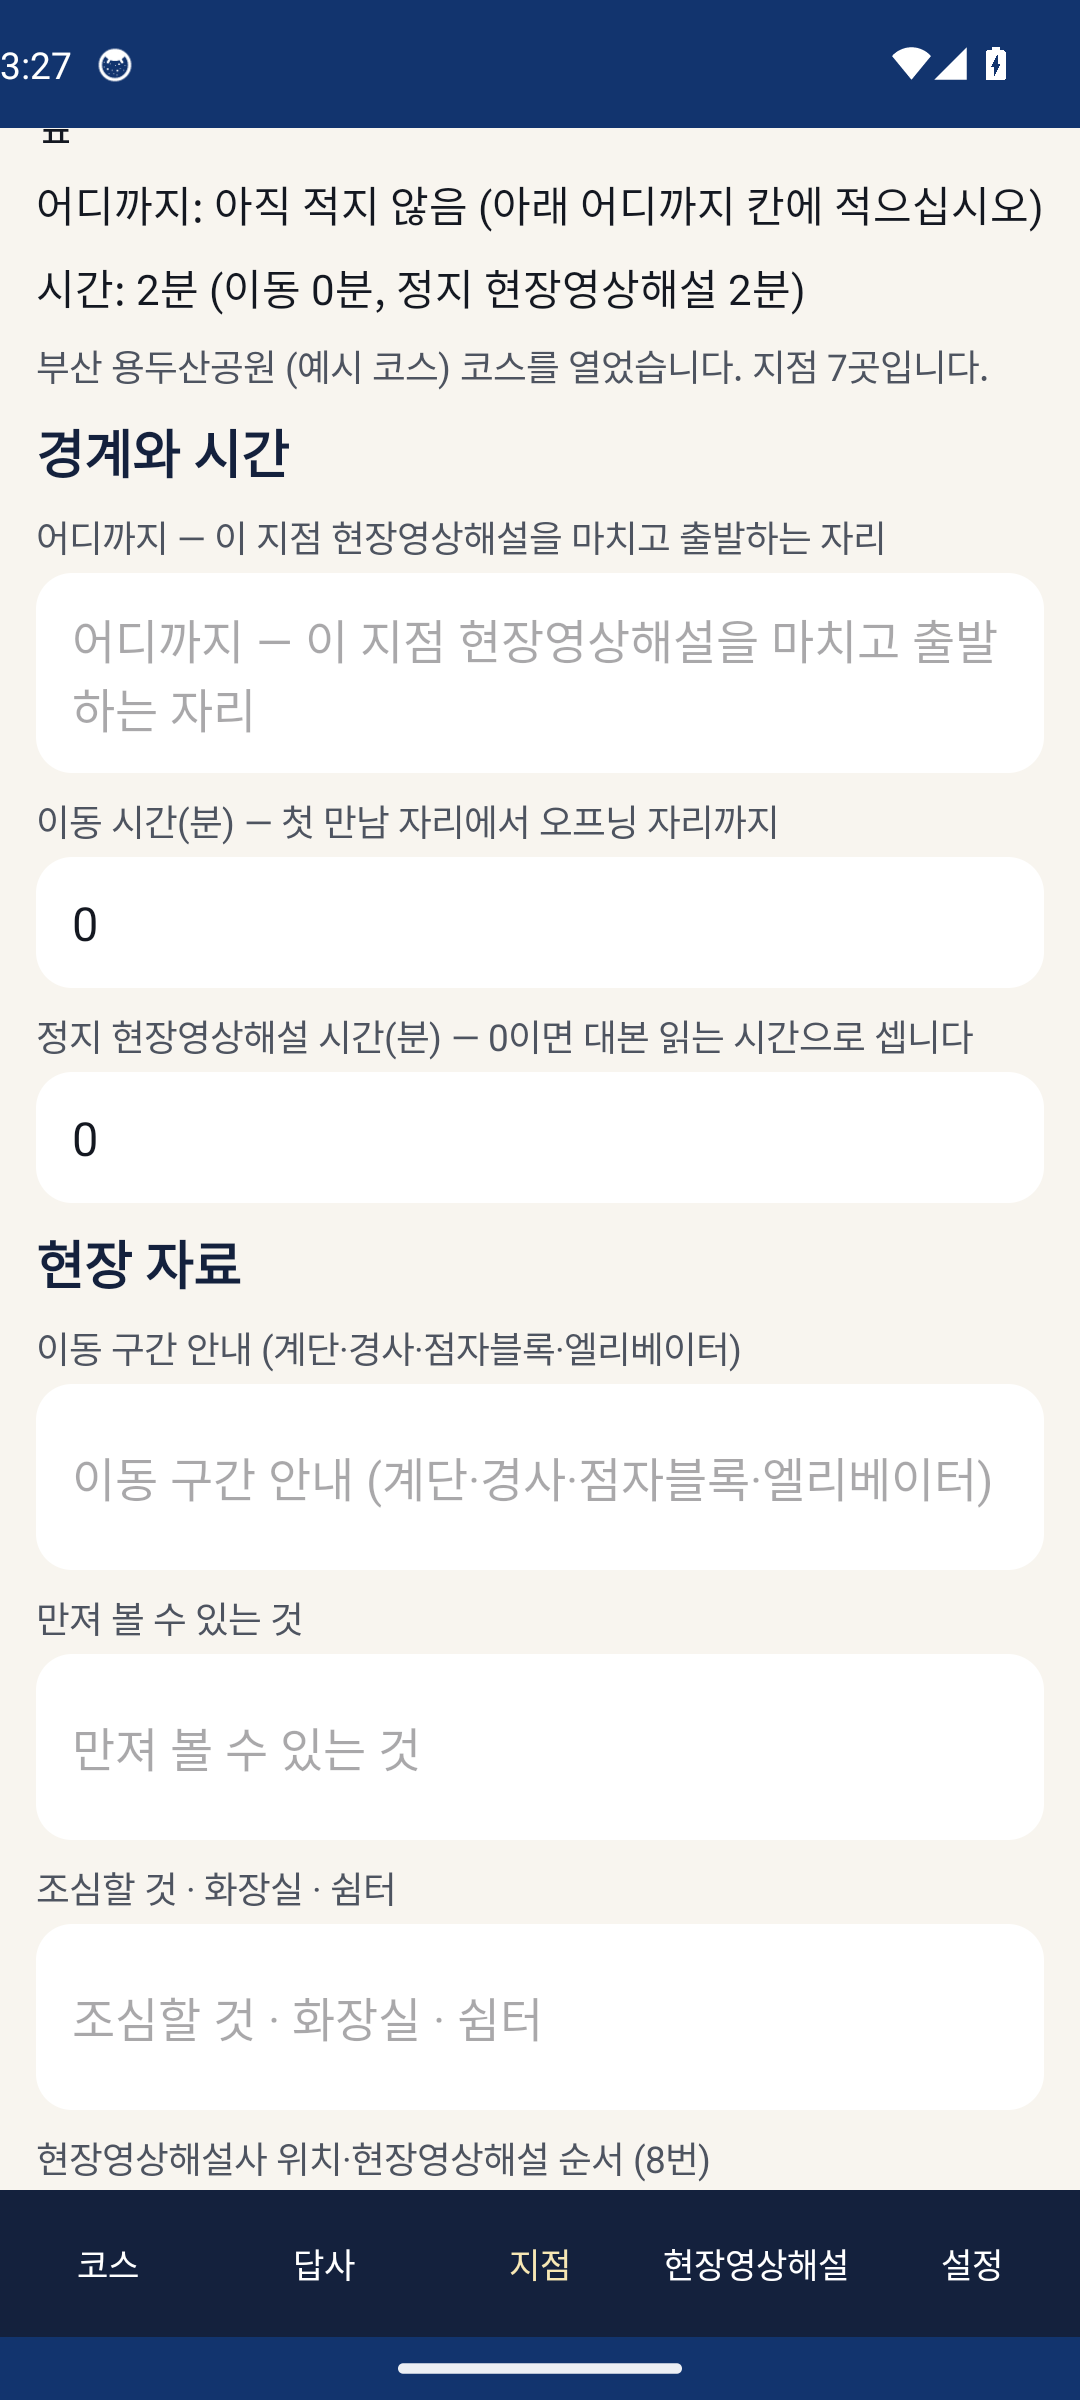 3:27
어디까지: 아직 적지 않음 (아래 어디까지 칸에 적으십시오)
시간: 2분 (이동 0분, 정지 현장영상해설 2분)
부산 용두산공원 (예시 코스) 코스를 열었습니다. 지점 7곳입니다.
경계와 시간
어디까지 – 이 지점 현장영상해설을 마치고 출발하는 자리
어디까지 – 이 지점 현장영상해설을 마치고 출발
하는 자리
이동 시간(분) – 첫 만남 자리에서 오프닝 자리까지
0
정지 현장영상해설 시간(분) – 0이면 대본 읽는 시간으로 셉니다
0
현장 자료
이동 구간 안내 (계단·경사·점자블록·엘리베이터)
이동 구간 안내 (계단·경사·점자블록·엘리베이터)
만져 볼 수 있는 것
만져 볼 수 있는 것
조심할 것 · 화장실 · 쉼터
조심할 것 · 화장실 · 쉼터
현장영상해설사 위치·현장영상해설 순서 (8번)
코스 답사 지점 현장영상해설 설정